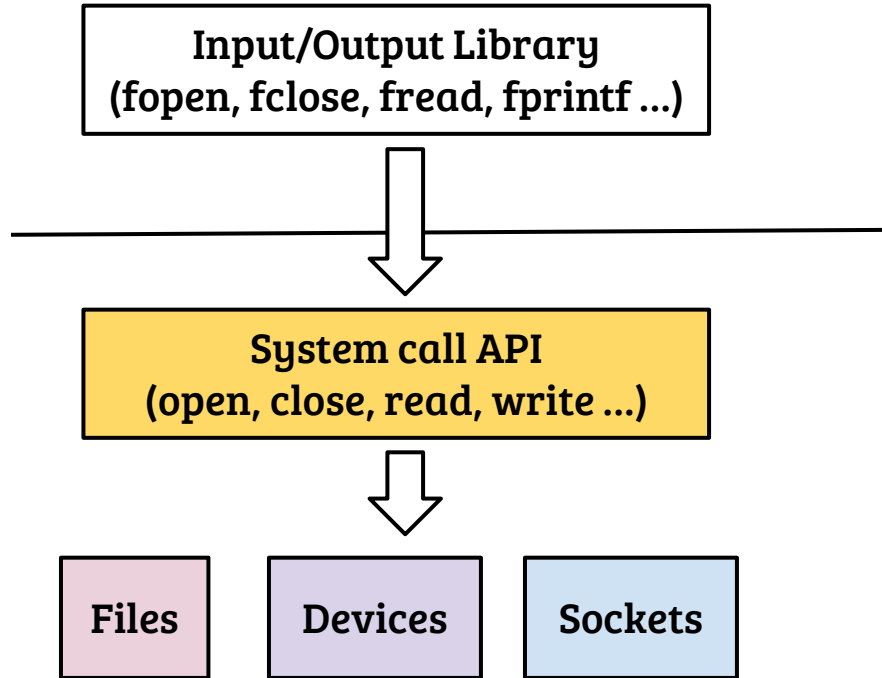 Input/Output Library
(fopen, fclose, fread, fprintf ...)
System call API
(open, close, read, write ...)
Files
Devices
Sockets